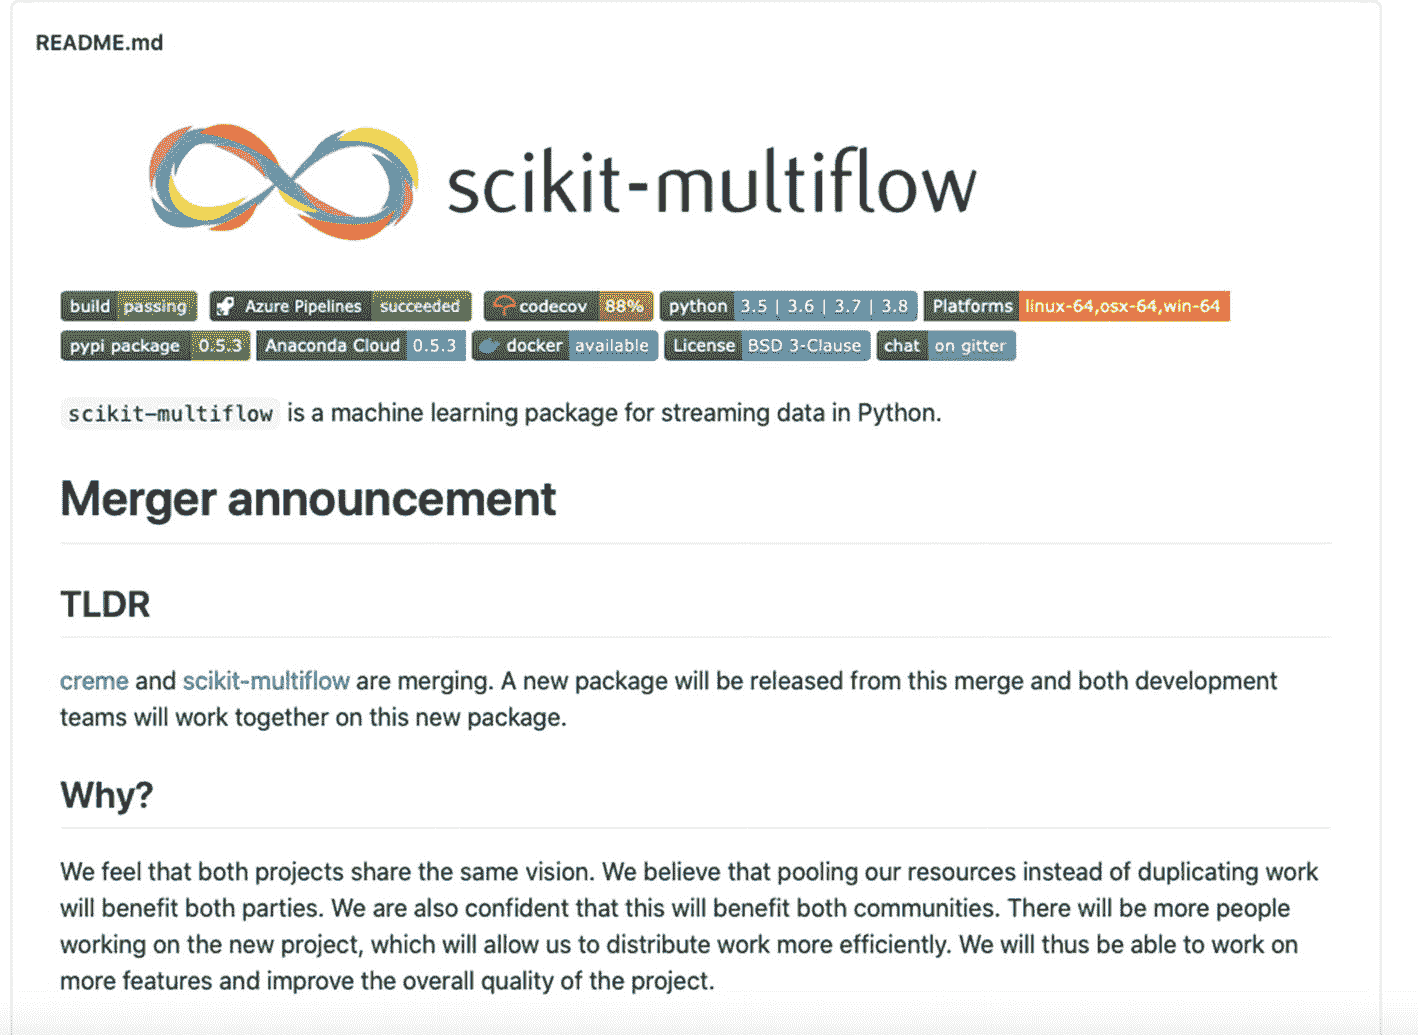 README.md
scikit-multiflow
build passing Azure Pipelines succeeded codecov 88% python 3.5 | 3.6 | 3.7 | 3.8 Platforms linux-64,osx-64,win-64
pypi package 0.5.3 Anaconda Cloud 0.5.3 docker available License BSD 3-Clause chat on gitter
scikit-multiflow is a machine learning package for streaming data in Python.
Merger announcement
TLDR
creme and scikit-multiflow are merging. A new package will be released from this merge and both development
teams will work together on this new package.
Why?
We feel that both projects share the same vision. We believe that pooling our resources instead of duplicating work
will benefit both parties. We are also confident that this will benefit both communities. There will be more people
working on the new project, which will allow us to distribute work more efficiently. We will thus be able to work on
more features and improve the overall quality of the project.